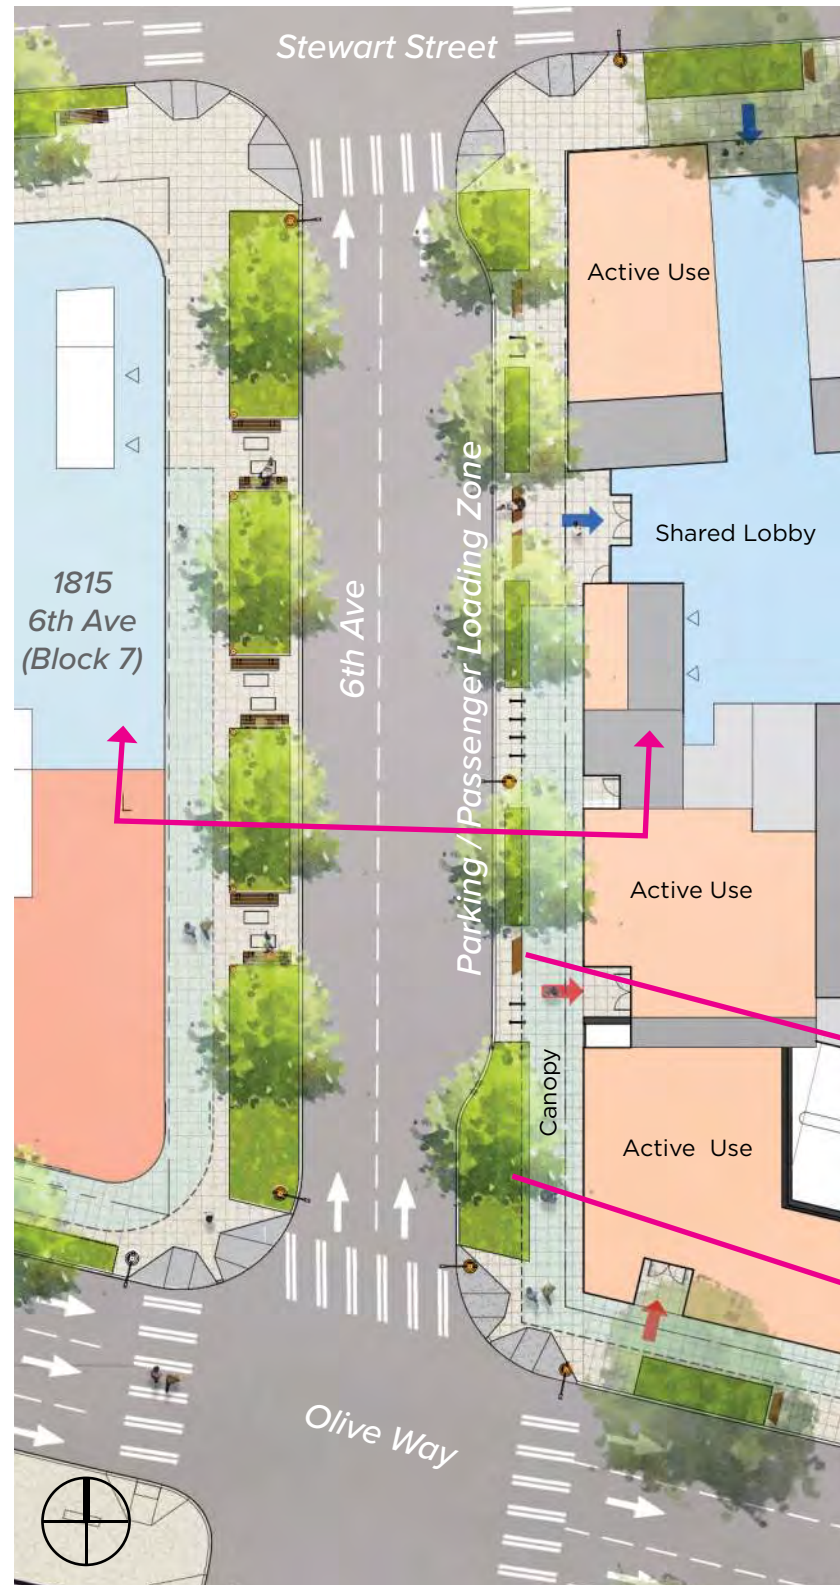 Stewart Street
Active Use
Shared Lobby
1815
6th Ave
(Block 7)
6th Ave
Parking / Passenger Loading Zone
Active Use
Canopy
Active Use
Olive Way